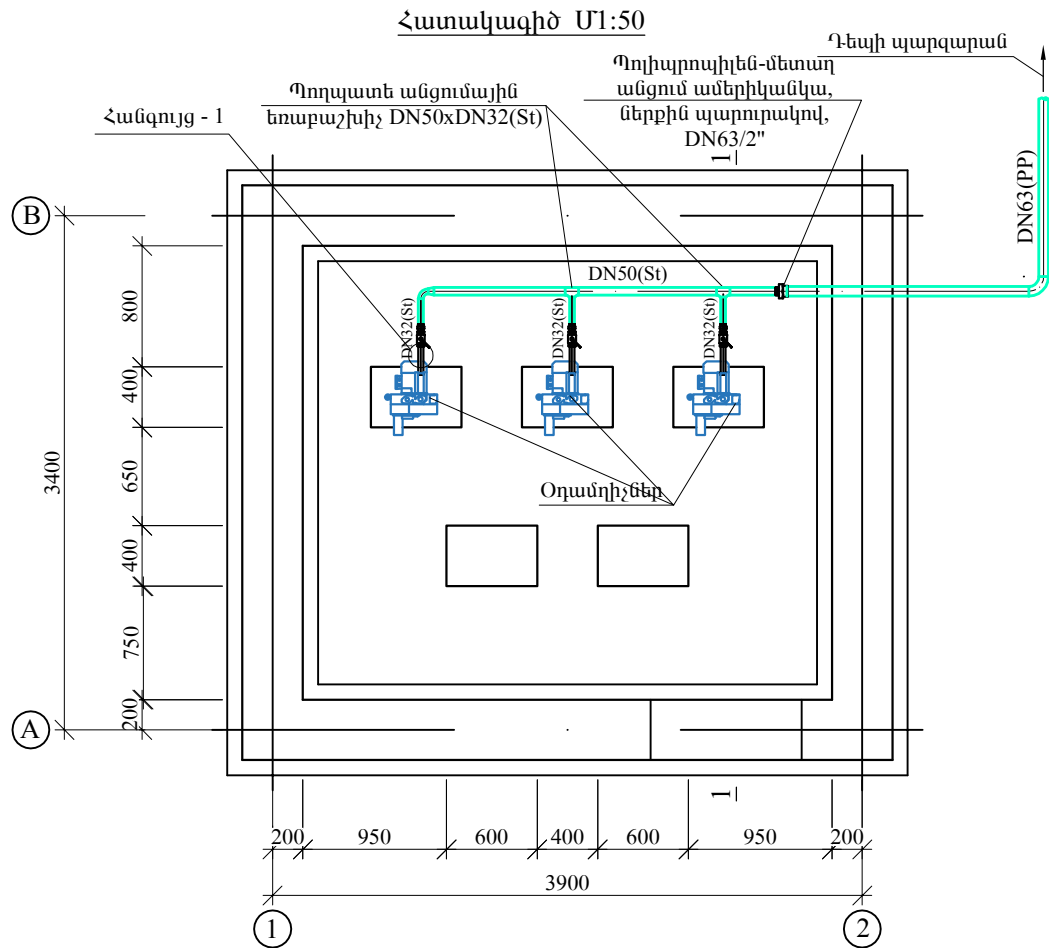 Հատակագիծ Մ1:50
Դեպի պարզարան
Պոլիպրոպիլեն-մետաղ
անցում ամերիկանկա,
ներքին պարուրակով,
DN63/2"
Պողպատե անցումային
եռաբաշխիչ DN50xDN32(St)
Հանգույց - 1
1
DN63(PP)
B
DN50(St)
DN32(St)
DN32(St)
DN32(St)
800
400
650
400
750
200
3400
Օդամղիչներ
A
1
200
950
600
400
600
950
200
3900
1
2